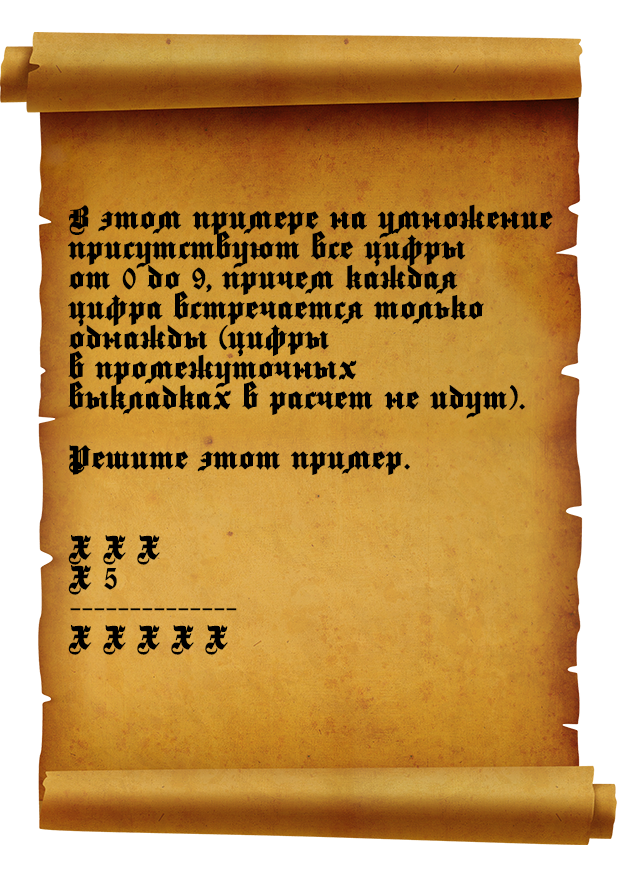 В этом примере на умножение
присутствуют все цифры
от 0 до 9, причем каждая
цифра встречается только
однажды (цифры
в промежуточных
выкладках в расчет не идут).
Решите этот пример.
Х Х Х
Х 5
--------------
Х Х Х Х Х